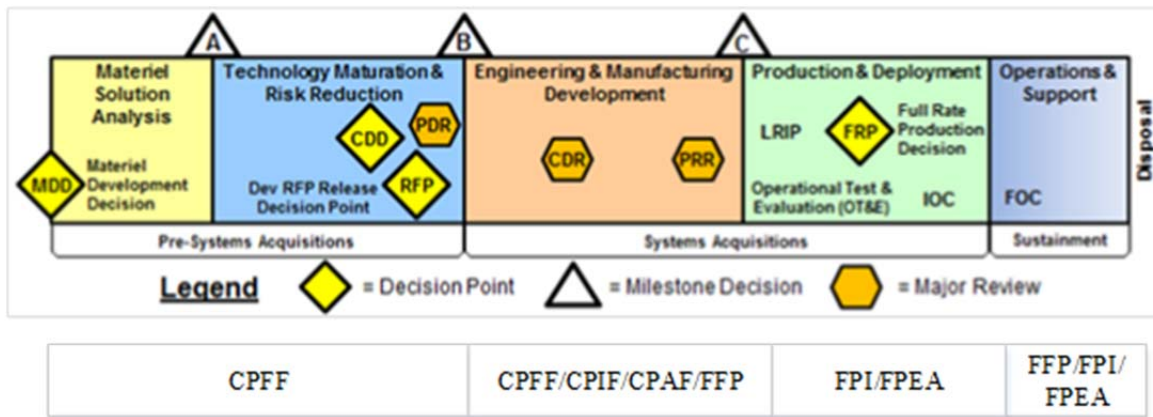 A
B
C
Materiel
Solution
Analysis
Technology Maturation &
Risk Reduction
Engineering & Manufacturing
Development
Production & Deployment
Operations &
Support
Disposal
MDD
Materiel
Development
Decision
CDD
PDR
Dev RFP Release
Decision Point
RFP
CDR
PRR
LRIP
FRP
Full Rate
Production
Decision
Operational Test &
Evaluation (OT&E)
IOC
FOC
Pre-Systems Acquisitions
Systems Acquisitions
Sustainment
Legend
= Decision Point
= Milestone Decision
= Major Review
CPFF
CPFF/CPIF/CPAF/FFP
FPI/FPEA
FFP/FPI/
FPEA